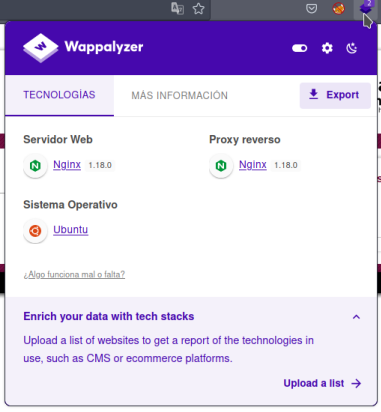 2
Wappalyzer
TECNOLOGÍAS
MÁS INFORMACIÓN
Export
Servidor Web
Proxy reverso
Nginx 1.18.0
Nginx 1.18.0
Sistema Operativo
Ubuntu
¿Algo funciona mal o falta?
Enrich your data with tech stacks
Upload a list of websites to get a report of the technologies in
use, such as CMS or ecommerce platforms.
Upload a list